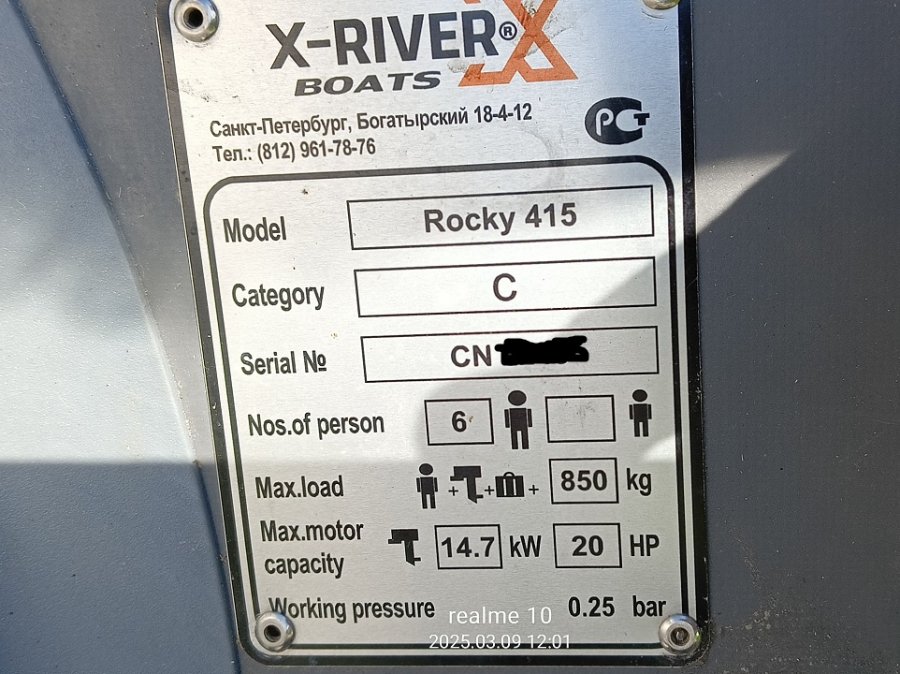 X-RIVER®
BOATS
Санкт-Петербург, Богатырский 18-4-12
Тел.: (812) 961-78-76
РСТ
Model Rocky 415
Category C
Serial № CN
Nos.of person 6
Max.load + + + 850 kg
Max.motor capacity 14.7 kW 20 HP
Working pressure 0.25 bar
realme 10
2025.03.09 12:01